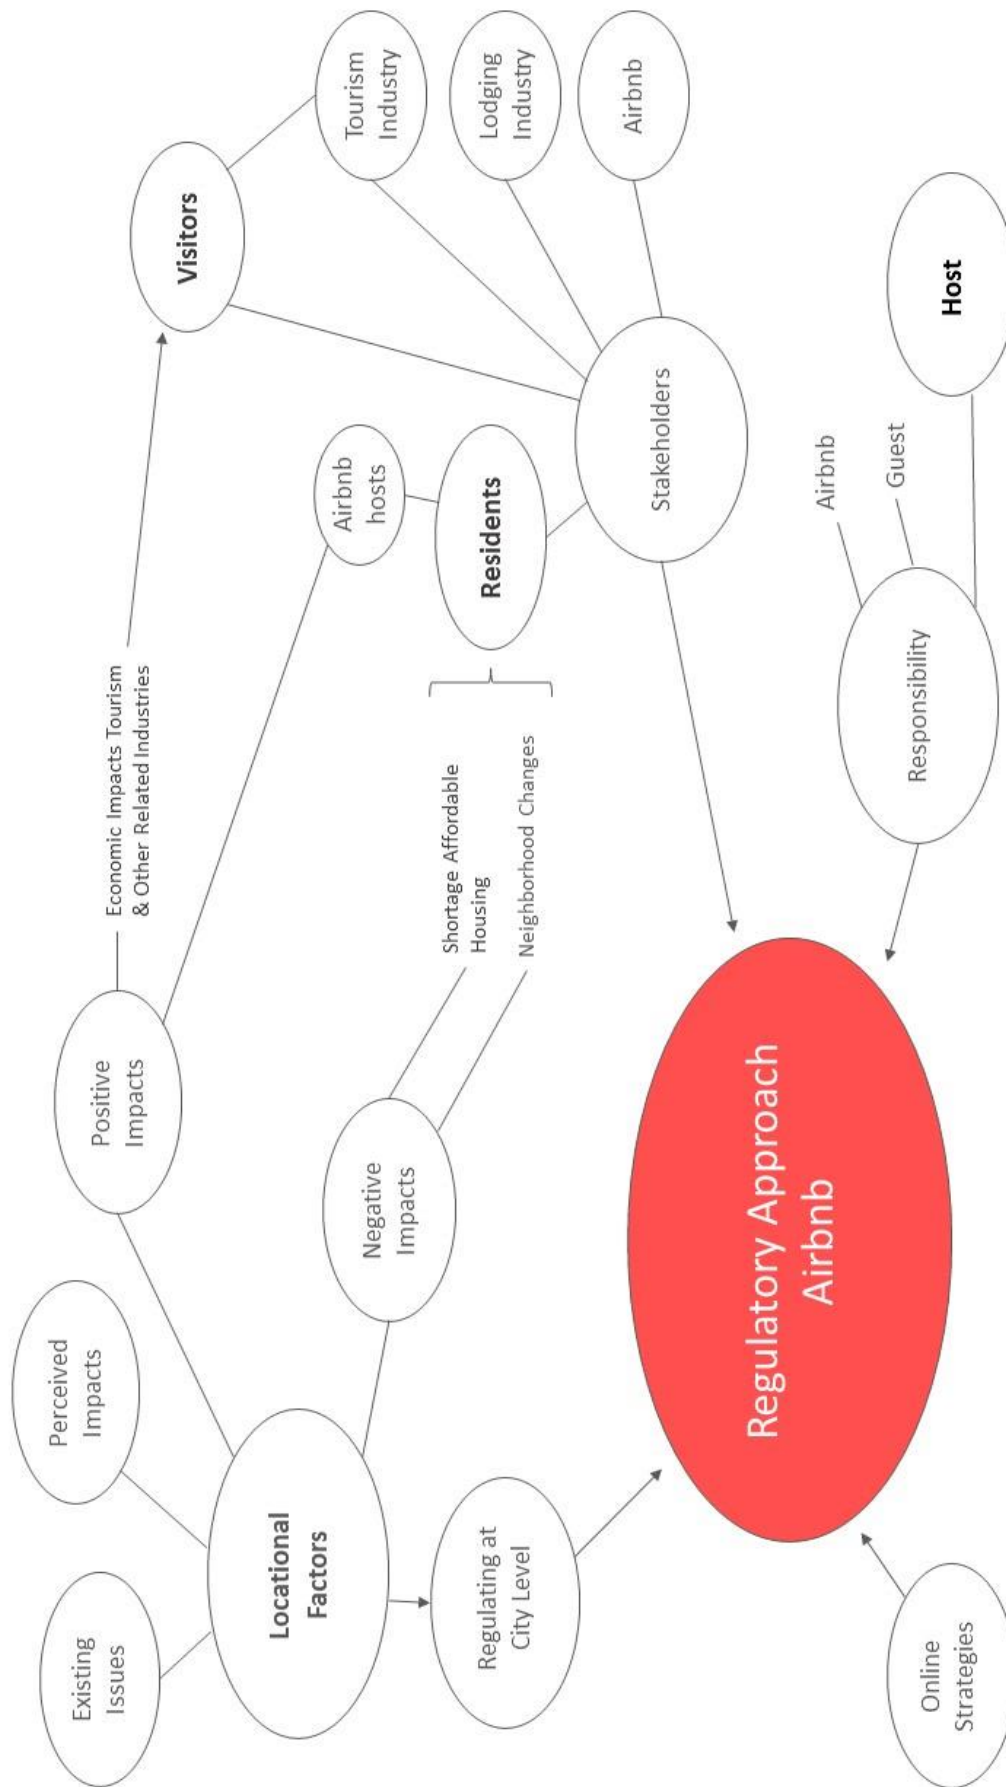 Existing
Issues
Perceived
Impacts
Positive
Impacts
Economic Impacts Tourism
& Other Related Industries
Visitors
Tourism
Industry
Locational
Factors
Negative
Impacts
Shortage Affordable
Housing
Neighborhood Changes
Airbnb
hosts
Residents
Lodging
Industry
Airbnb
Stakeholders
Regulating at
City Level
Regulatory Approach
Airbnb
Online
Strategies
Responsibility
Airbnb
Guest
Host